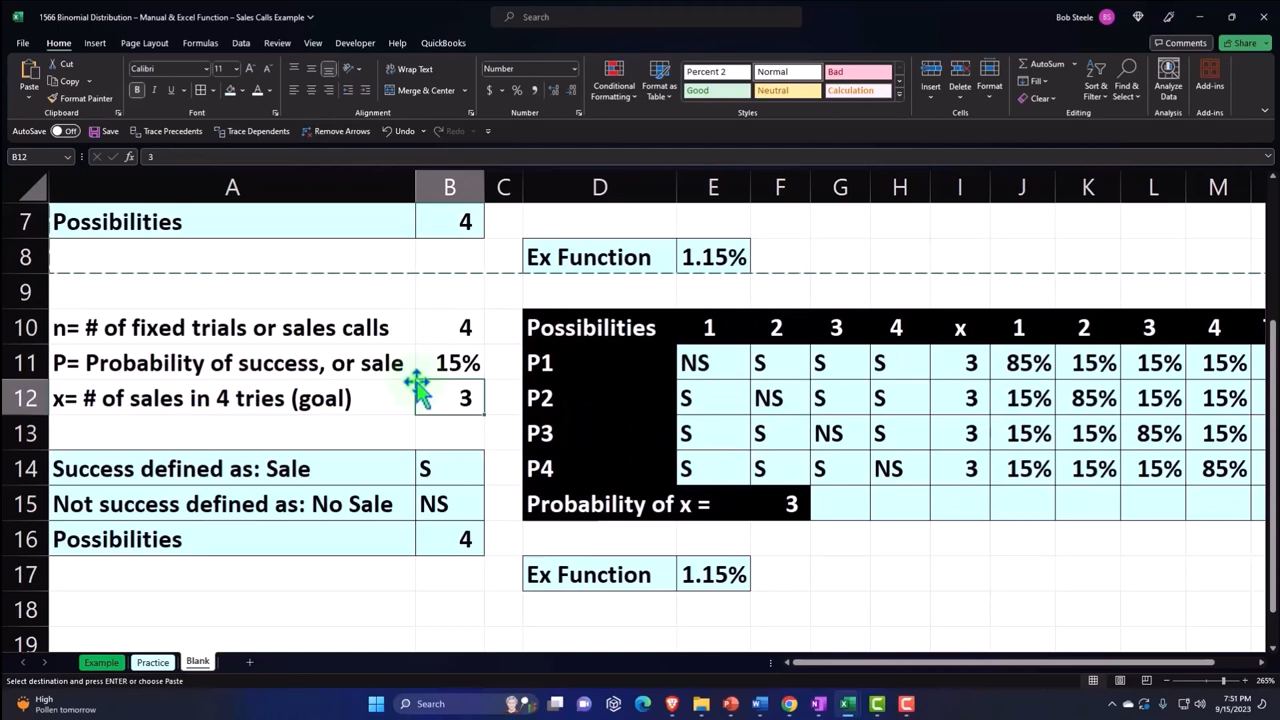 1566 Binomial Distribution – Manual & Excel Function – Sales Calls Example
Search
Bob Steele
BS
File Home Insert Page Layout Formulas Data Review View Developer Help QuickBooks
Comments Share
Paste
Cut
Copy
Format Painter
Clipboard
Calibri 11
Font
Wrap Text
Merge & Center
Alignment
Number
Number
Conditional Formatting
Format as Table
Percent 2 Normal Bad
Good Neutral Calculation
Styles
Insert Delete Format
Cells
AutoSum
Fill
Clear
Sort & Filter
Find & Select
Editing
Analyze Data
Analysis
Add-ins
Add-ins
AutoSave Off Save Trace Precedents Trace Dependents Remove Arrows Undo Redo
B12 fx 3
A B C D E F G H I J K L M
7 Possibilities 4
8 Ex Function 1.15%
9
10 n= # of fixed trials or sales calls 4 Possibilities 1 2 3 4 x 1 2 3 4
11 P= Probability of success, or sale 15% P1 NS S S S 3 85% 15% 15% 15%
12 x= # of sales in 4 tries (goal) 3 P2 S NS S S 3 15% 85% 15% 15%
13 P3 S S NS S 3 15% 15% 85% 15%
14 Success defined as: Sale S P4 S S S NS 3 15% 15% 15% 85%
15 Not success defined as: No Sale NS Probability of x = 3
16 Possibilities 4
17 Ex Function 1.15%
18
19
Example Practice Blank
Select destination and press ENTER or choose Paste
265%
High
Pollen tomorrow
Search
7:51 PM
9/15/2023